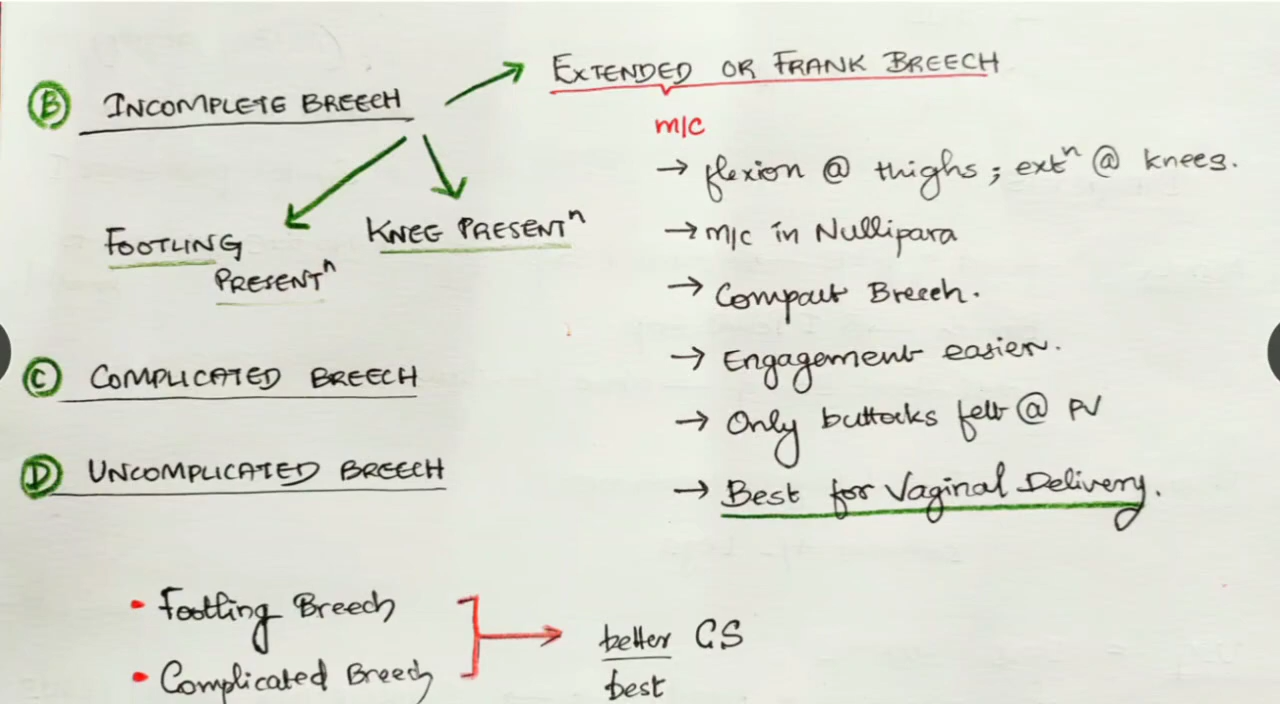 EXTENDED OR FRANK BREECH
Ⓑ INCOMPLETE BREECH
m/c
→ flexion @ thighs ; extⁿ @ knees.
FOOTLING
PRESENTⁿ
KNEE PRESENTⁿ
→ m/c in Nullipara
→ Compact Breech.
→ Engagement easier.
→ Only buttocks felt @ PV
→ Best for Vaginal Delivery.
Ⓒ COMPLICATED BREECH
Ⓓ UNCOMPLICATED BREECH
• Footling Breech
• Complicated Breech
better CS
best